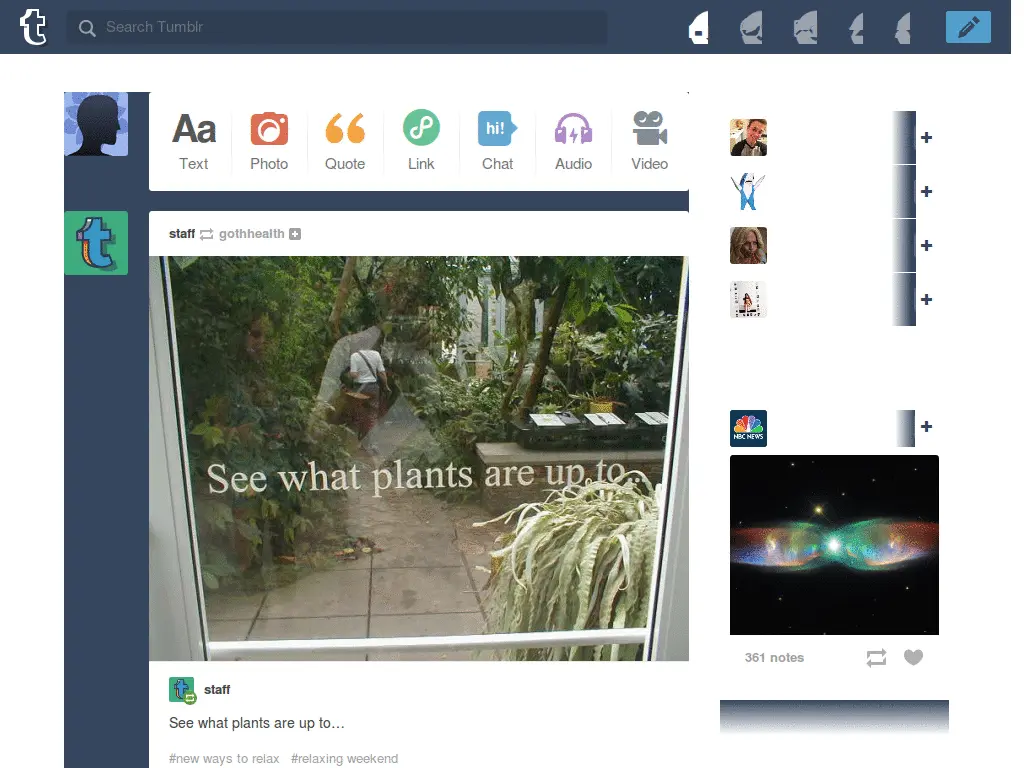 t
Search Tumblr
Aa
hi!
Text Photo Quote Link Chat Audio Video
staff gothhealth
See what plants are up to...
NBC NEWS
361 notes
staff
See what plants are up to…
#new ways to relax #relaxing weekend